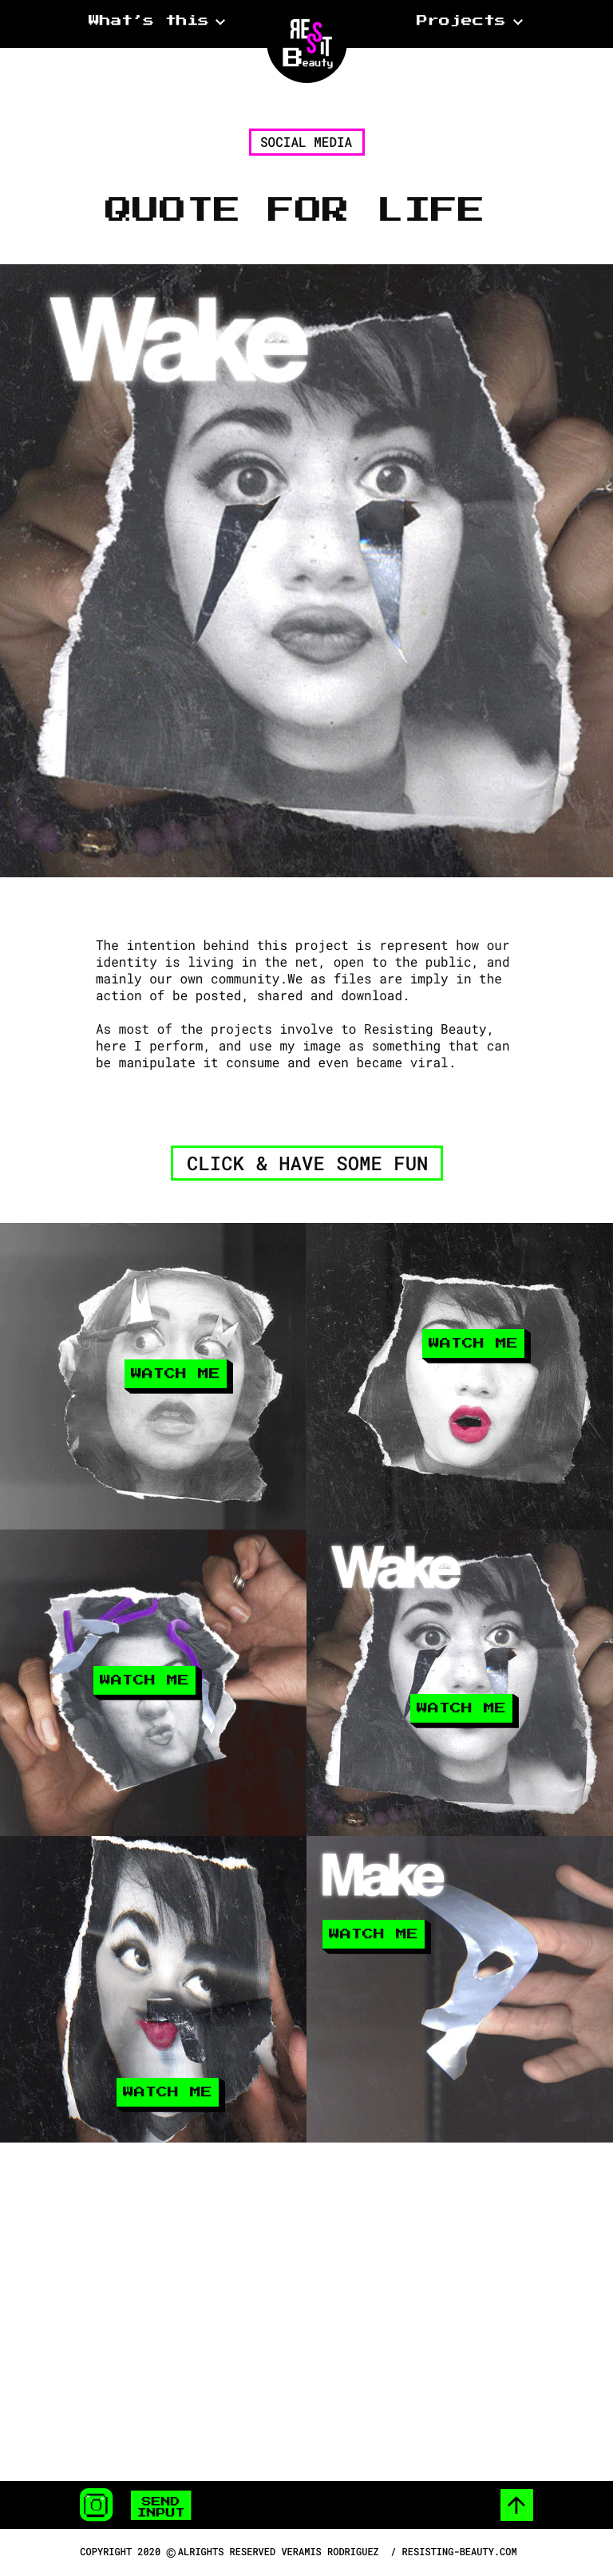 What's this
Projects
RESIST
Beauty
SOCIAL MEDIA
QUOTE FOR LIFE
Wake
The intention behind this project is represent how our
identity is living in the net, open to the public, and
mainly our own community.We as files are imply in the
action of be posted, shared and download.
As most of the projects involve to Resisting Beauty,
here I perform, and use my image as something that can
be manipulate it consume and even became viral.
CLICK & HAVE SOME FUN
WATCH ME
WATCH ME
Wake
WATCH ME
WATCH ME
Make
WATCH ME
WATCH ME
SEND
INPUT
COPYRIGHT 2020 © ALRIGHTS RESERVED VERAMIS RODRIGUEZ / RESISTING-BEAUTY.COM